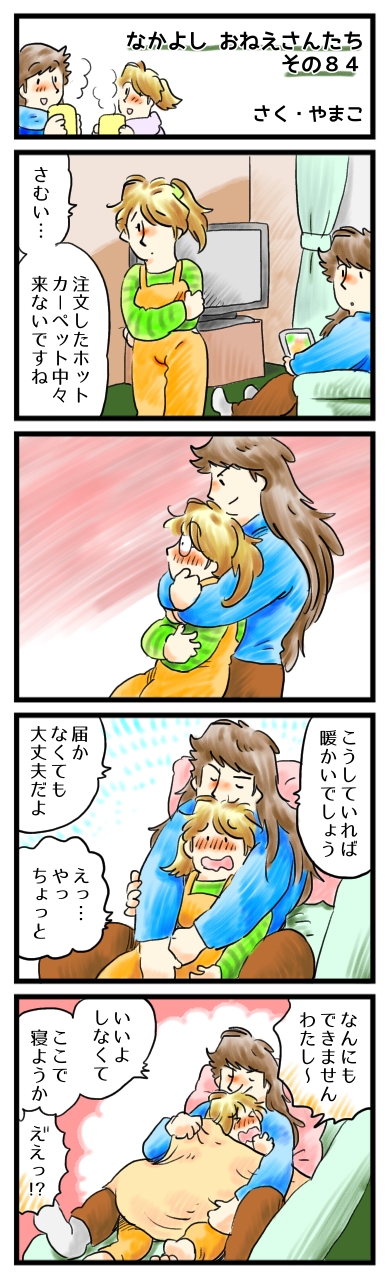 なかよし おねえさんたち
その８４
さく・やまこ
さむい…
注文したホット
カーペット中々
来ないですね
こうしていれば
暖かいでしょう
届か
なくても
大丈夫だよ
えっ…
やっ
ちょっと
なんにも
できません
わたし～
いいよ
しなくて
ここで
寝ようか
ええっ!?